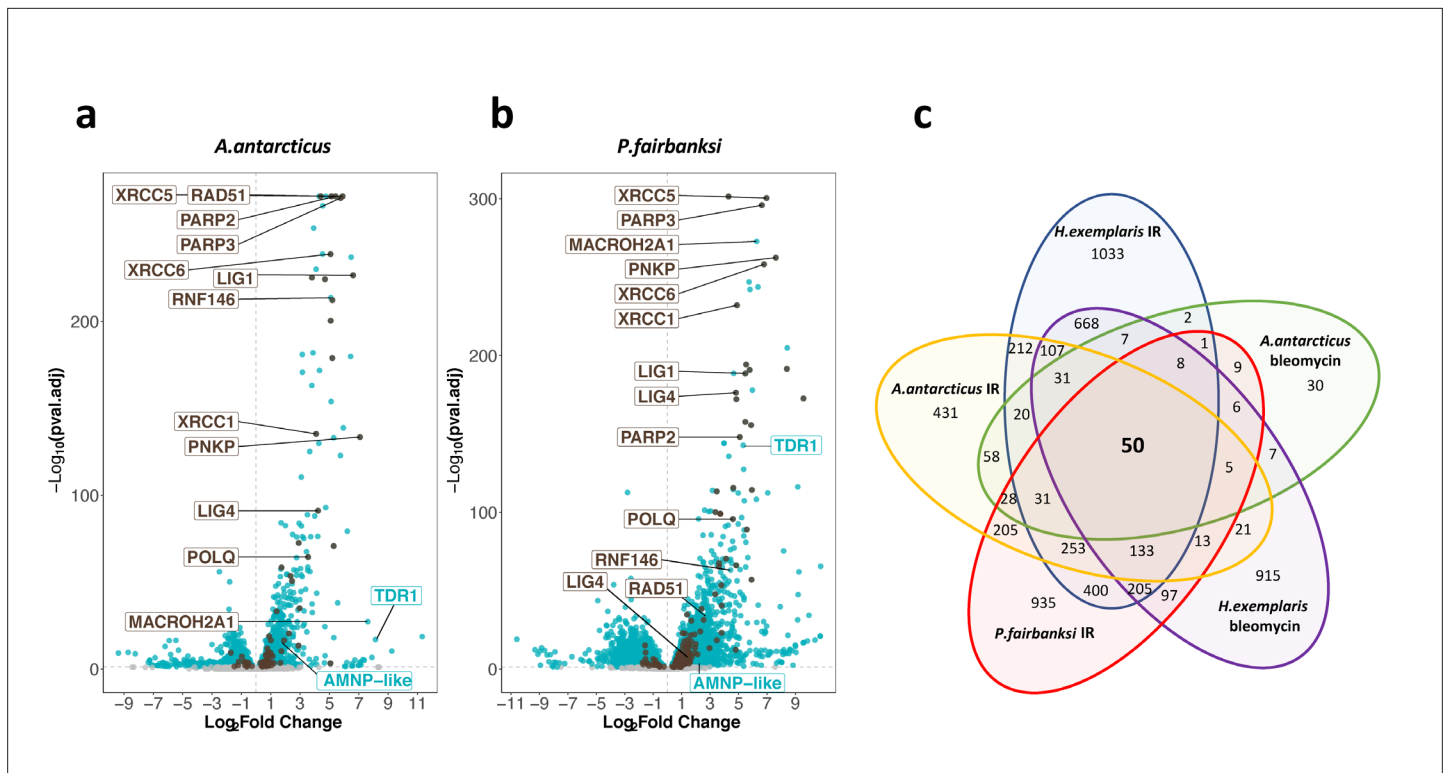 a
A.antarcticus
XRCC5
RAD51
PARP2
PARP3
XRCC6
LIG1
RNF146
XRCC1
PNKP
LIG4
POLQ
MACROH2A1
TDR1
AMNP-like
200
100
0
-Log10(pval.adj)
-9 -7 -5 -3 -1 1 3 5 7 9 11
Log2Fold Change
b
P.fairbanksi
XRCC5
PARP3
MACROH2A1
PNKP
XRCC6
XRCC1
LIG1
LIG4
PARP2
TDR1
POLQ
RNF146
LIG4
RAD51
AMNP-like
300
200
100
0
-Log10(pval.adj)
-11 -9 -7 -5 -3 -1 1 3 5 7 9
Log2Fold Change
c
H.exemplaris IR
1033
A.antarcticus
bleomycin
30
A.antarcticus IR
431
668
2
7
1
212
107
8
9
31
6
20
50
58
5
7
28
31
205
253
133
13
21
400
205
97
935
P.fairbanksi IR
915
H.exemplaris
bleomycin